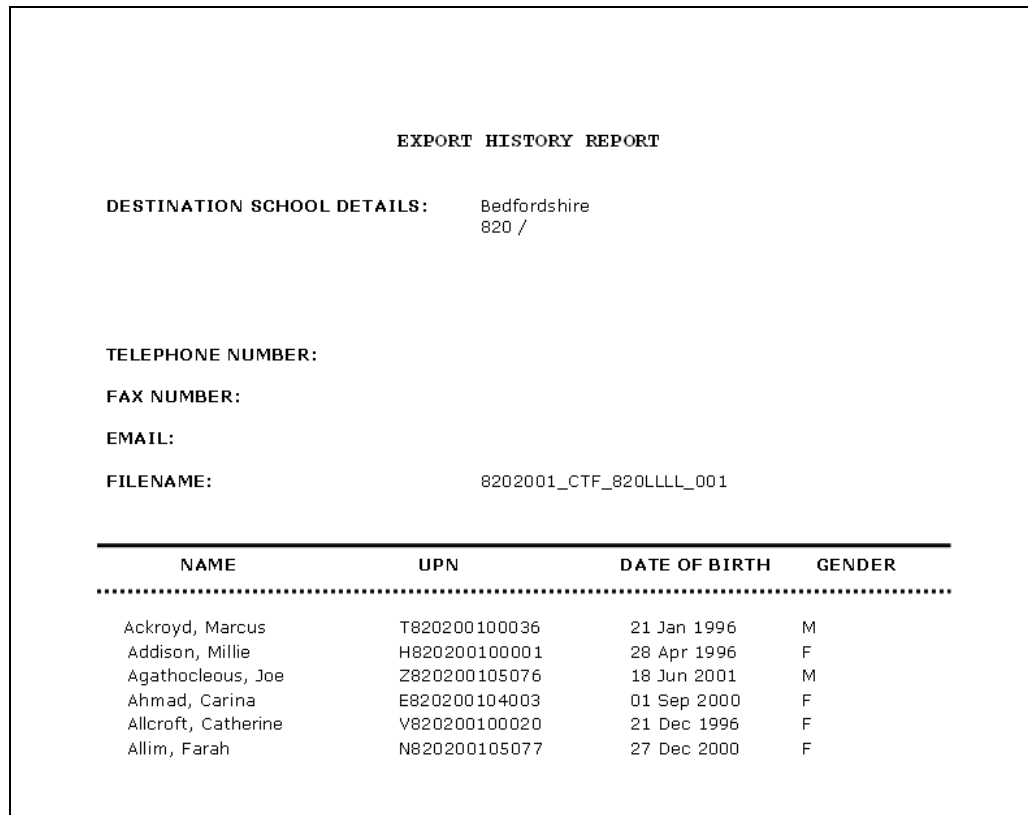 EXPORT HISTORY REPORT
DESTINATION SCHOOL DETAILS: Bedfordshire
820 /
TELEPHONE NUMBER:
FAX NUMBER:
EMAIL:
FILENAME: 8202001_CTF_820LLLL_001
NAME UPN DATE OF BIRTH GENDER
Ackroyd, Marcus T820200100036 21 Jan 1996 M
Addison, Millie H820200100001 28 Apr 1996 F
Agathocleous, Joe Z820200105076 18 Jun 2001 M
Ahmad, Carina E820200104003 01 Sep 2000 F
Allcroft, Catherine V820200100020 21 Dec 1996 F
Allim, Farah N820200105077 27 Dec 2000 F